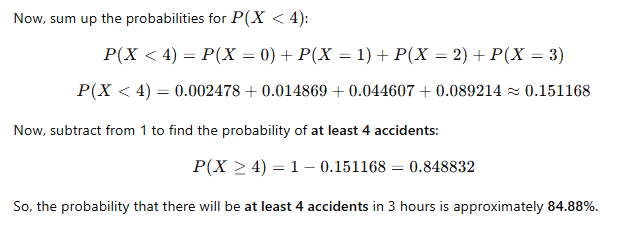 Now, sum up the probabilities for P(X < 4):
P(X < 4) = P(X = 0) + P(X = 1) + P(X = 2) + P(X = 3)
P(X < 4) = 0.002478 + 0.014869 + 0.044607 + 0.089214 ≈ 0.151168
Now, subtract from 1 to find the probability of at least 4 accidents:
P(X ≥ 4) = 1 − 0.151168 = 0.848832
So, the probability that there will be at least 4 accidents in 3 hours is approximately 84.88%.